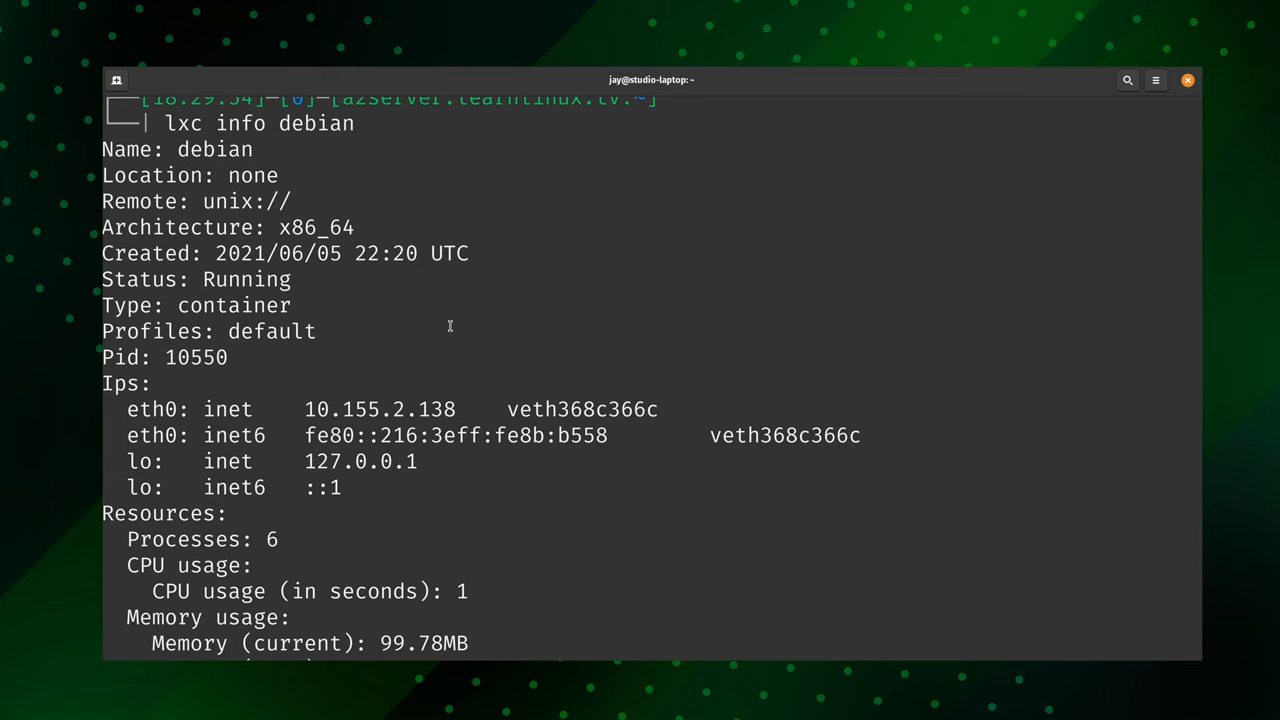 jay@studio-laptop: ~
[18:29:54]—[0]—[a2server.learnlinux.tv:~]
| lxc info debian
Name: debian
Location: none
Remote: unix://
Architecture: x86_64
Created: 2021/06/05 22:20 UTC
Status: Running
Type: container
Profiles: default
Pid: 10550
Ips:
eth0: inet 10.155.2.138 veth368c366c
eth0: inet6 fe80::216:3eff:fe8b:b558 veth368c366c
lo: inet 127.0.0.1
lo: inet6 ::1
Resources:
Processes: 6
CPU usage:
CPU usage (in seconds): 1
Memory usage:
Memory (current): 99.78MB